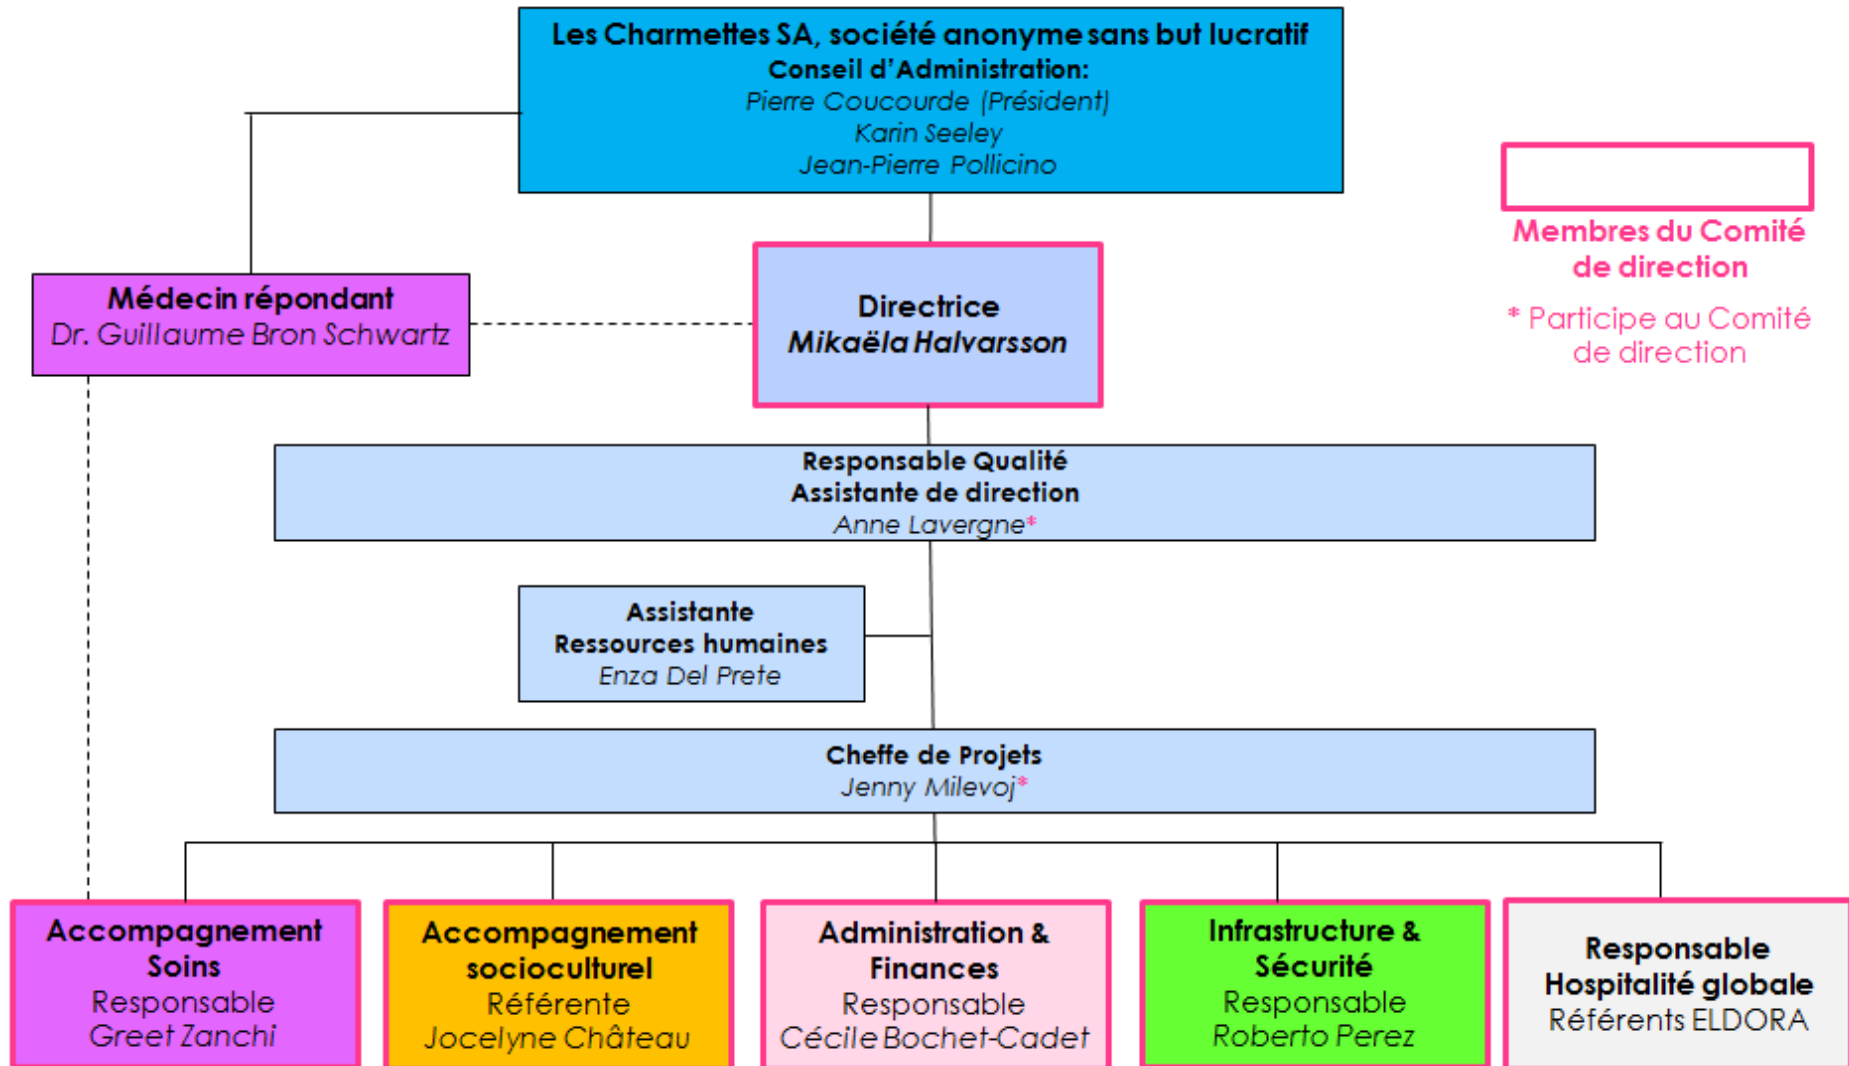 Les Charmettes SA, société anonyme sans but lucratif
Conseil d'Administration:
Pierre Coucourde (Président)
Karin Seeley
Jean-Pierre Pollicino
Membres du Comité
de direction
* Participe au Comité
de direction
Médecin répondant
Dr. Guillaume Bron Schwartz
Directrice
Mikaëla Halvarsson
Responsable Qualité
Assistante de direction
Anne Lavergne*
Assistante
Ressources humaines
Enza Del Prete
Cheffe de Projets
Jenny Milevoj*
Accompagnement
Soins
Responsable
Greet Zanchi
Accompagnement
socioculturel
Référente
Jocelyne Château
Administration &
Finances
Responsable
Cécile Bochet-Cadet
Infrastructure &
Sécurité
Responsable
Roberto Perez
Responsable
Hospitalité globale
Référents ELDORA